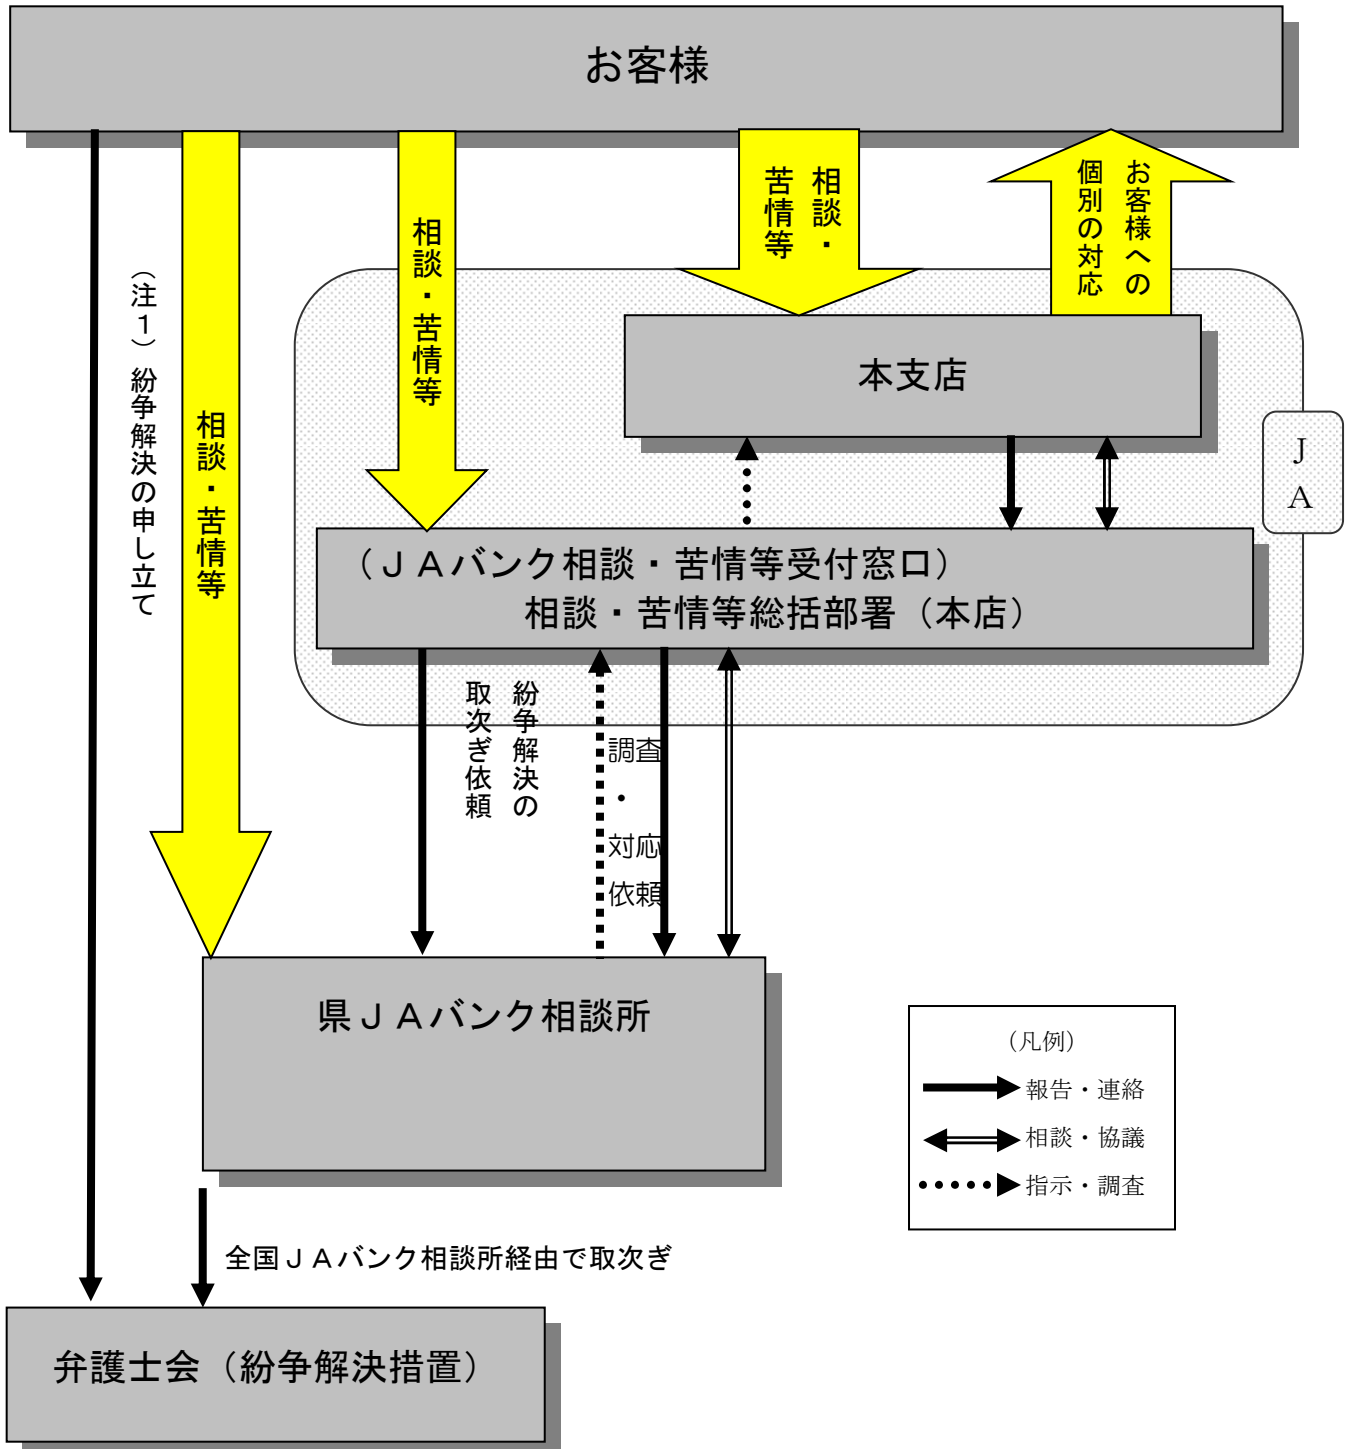 お客様
(注1)紛争解決の申し立て
相談・苦情等
相談・苦情等
相談・
苦情等
お客様への
個別の対応
本支店
JA
(JAバンク相談・苦情等受付窓口)
相談・苦情等総括部署(本店)
紛争解決の
取次ぎ依頼
調査
・
対応
依頼
県JAバンク相談所
(凡例)
報告・連絡
相談・協議
指示・調査
全国JAバンク相談所経由で取次ぎ
弁護士会(紛争解決措置)